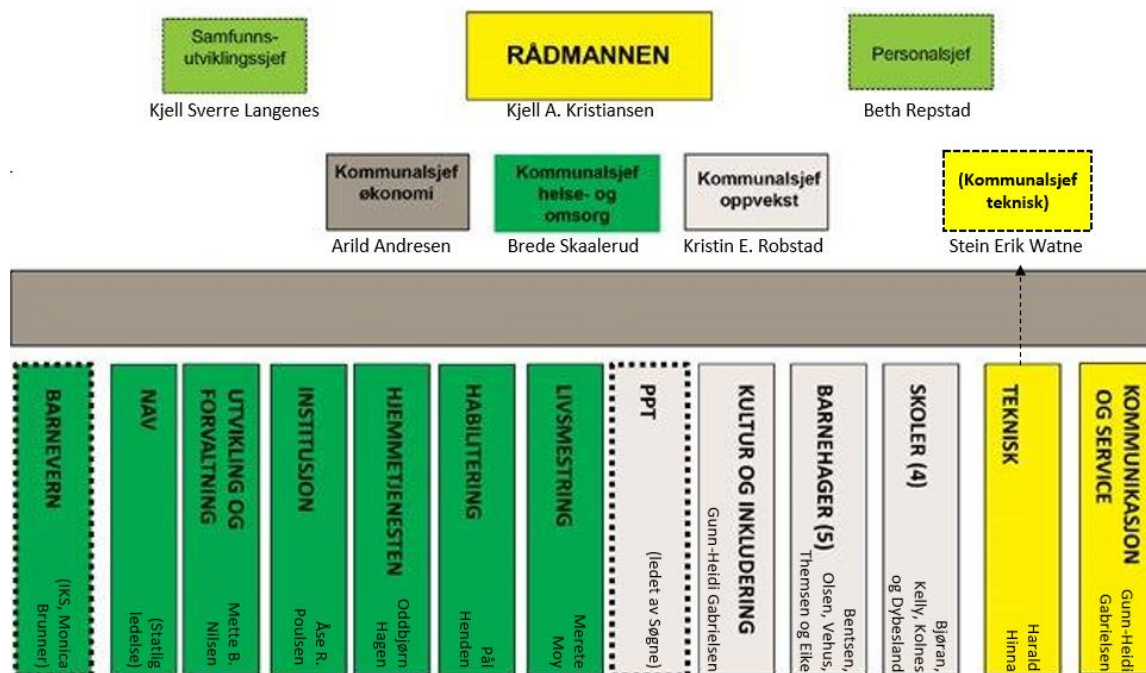 Samfunns-
utviklingssjef
Kjell Sverre Langenes
RÅDMANNEN
Kjell A. Kristiansen
Personalsjef
Beth Repstad
Kommunalsjef
økonomi
Arild Andresen
Kommunalsjef
helse- og
omsorg
Brede Skaalerud
Kommunalsjef
oppvekst
Kristin E. Robstad
(Kommunalsjef
teknisk)
Stein Erik Watne
BARNEVERN
(IKS, Monica
Brunner)
NAV
(Statlig
ledelse)
UTVIKLING OG
FORVALTNING
Mette B.
Nilsen
INSTITUSJON
Åse R.
Poulsen
HJEMMETJENESTEN
Oddbjørn
Hagen
HABILITERING
Pål
Henden
LIVSMESTRING
Merete
Moy
PPT
(ledet av Søgne)
KULTUR OG INKLUDERING
Gunn-Heidi Gabrielsen
BARNEHAGER (5)
Bentsen,
Olsen, Vehus,
Themsen og Eike
SKOLER (4)
Bjøran,
Kelly, Kolnes
og Dybesland
TEKNISK
Harald
Hinna
KOMMUNIKASJON
OG SERVICE
Gunn-Heidi
Gabrielsen